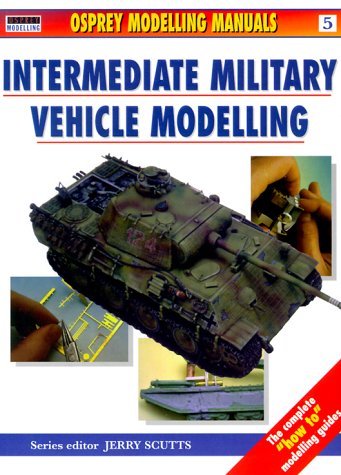 OSPREY
MODELLING
OSPREY MODELLING MANUALS
5
INTERMEDIATE MILITARY
VEHICLE MODELLING
The complete
"how to"
modelling guides
Series editor JERRY SCUTTS